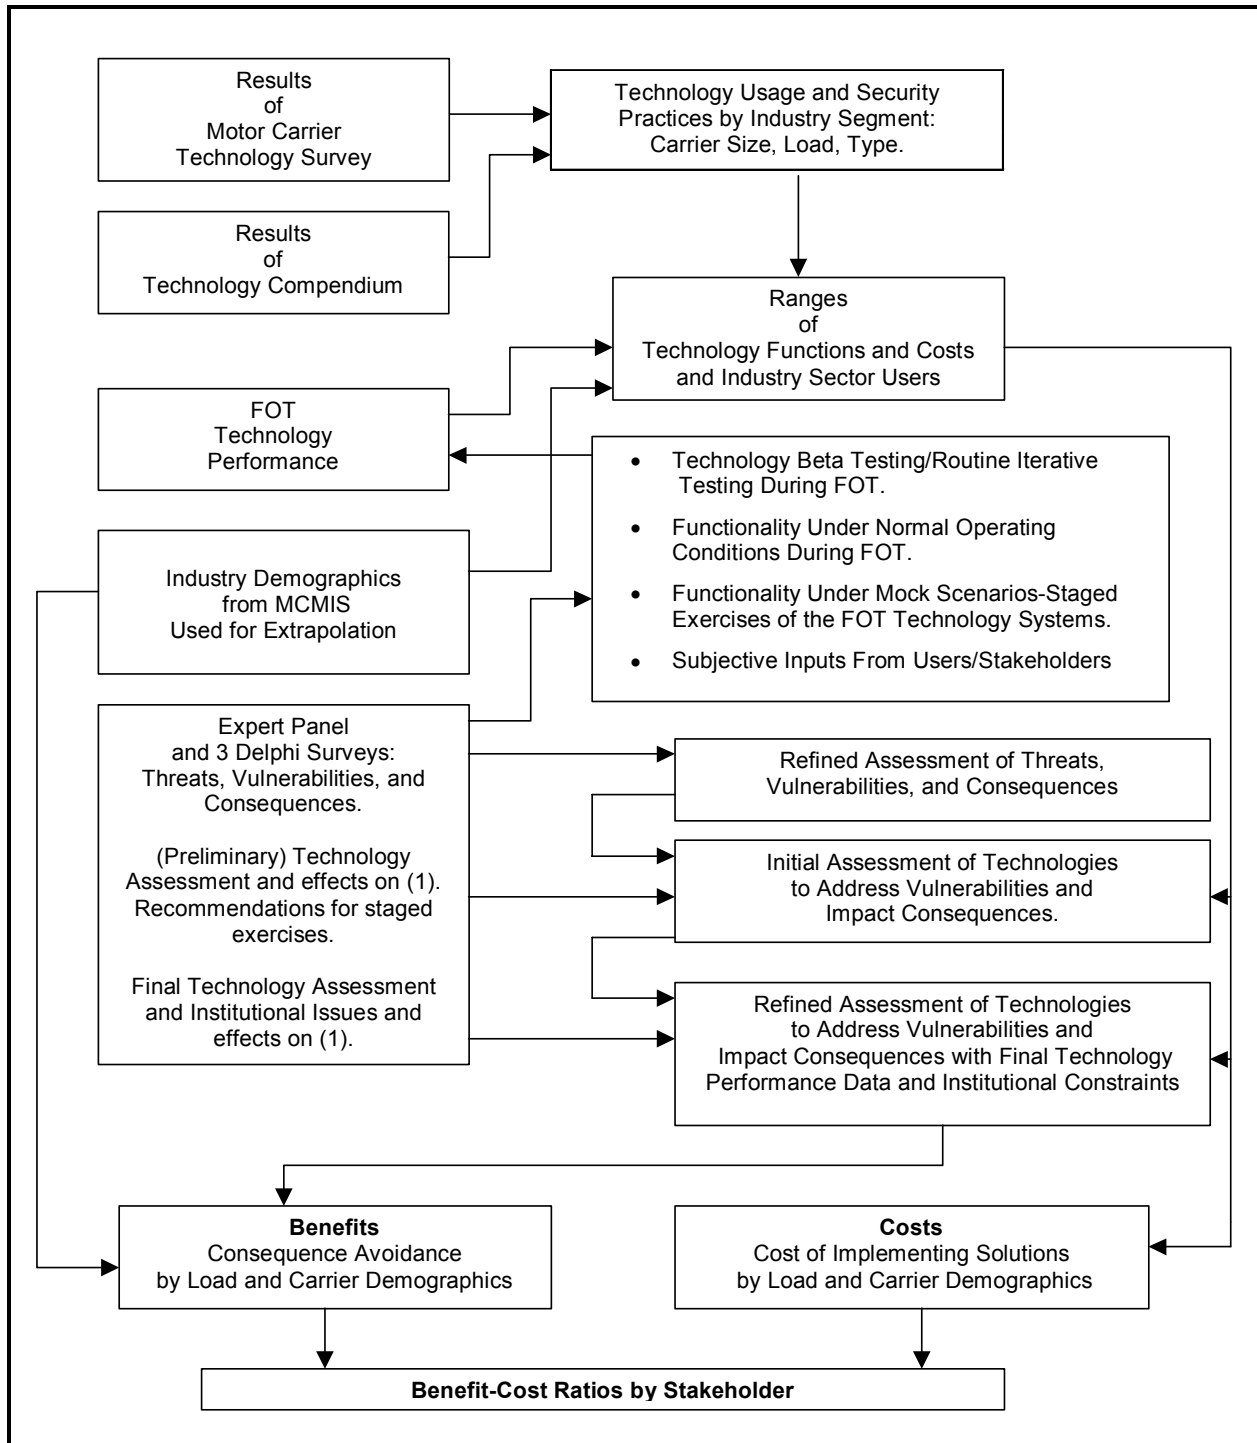 Results
of
Motor Carrier
Technology Survey
Technology Usage and Security
Practices by Industry Segment:
Carrier Size, Load, Type.
Results
of
Technology Compendium
Ranges
of
Technology Functions and Costs
and Industry Sector Users
FOT
Technology
Performance
• Technology Beta Testing/Routine Iterative
Testing During FOT.
• Functionality Under Normal Operating
Conditions During FOT.
• Functionality Under Mock Scenarios-Staged
Exercises of the FOT Technology Systems.
• Subjective Inputs From Users/Stakeholders
Industry Demographics
from MCMIS
Used for Extrapolation
Expert Panel
and 3 Delphi Surveys:
Threats, Vulnerabilities, and
Consequences.
(Preliminary) Technology
Assessment and effects on (1).
Recommendations for staged
exercises.
Final Technology Assessment
and Institutional Issues and
effects on (1).
Refined Assessment of Threats,
Vulnerabilities, and Consequences
Initial Assessment of Technologies
to Address Vulnerabilities and
Impact Consequences.
Refined Assessment of Technologies
to Address Vulnerabilities and
Impact Consequences with Final Technology
Performance Data and Institutional Constraints
Benefits
Consequence Avoidance
by Load and Carrier Demographics
Costs
Cost of Implementing Solutions
by Load and Carrier Demographics
Benefit-Cost Ratios by Stakeholder